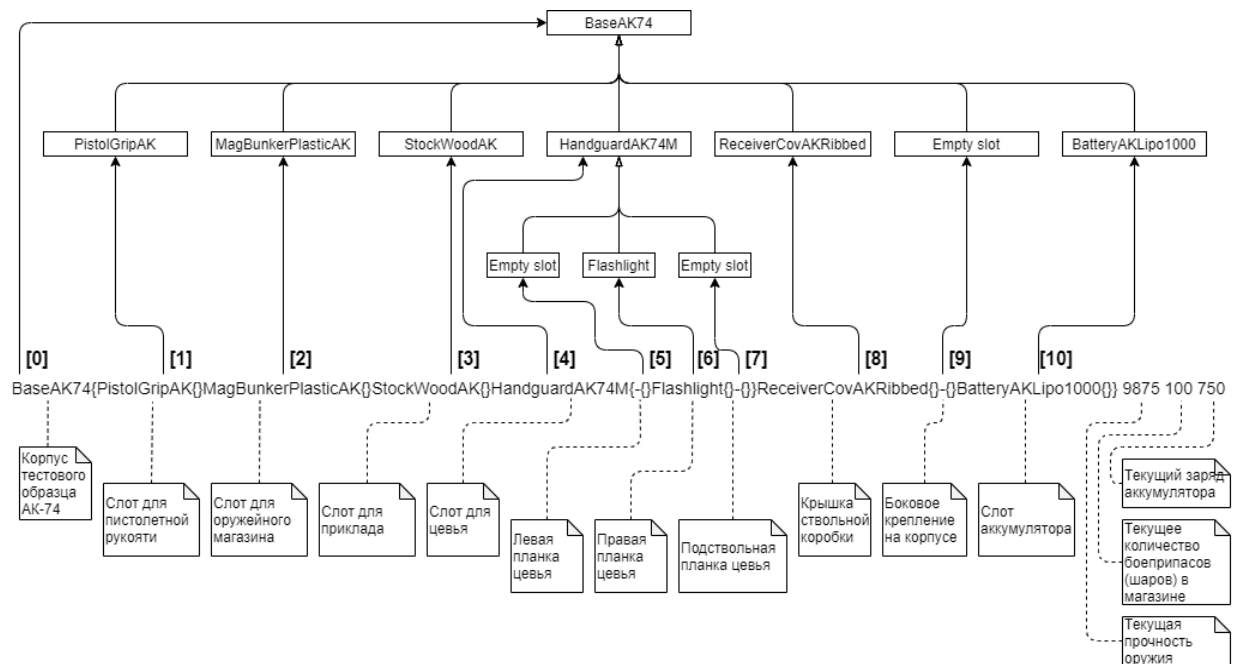 BaseAK74
PistolGripAK
MagBunkerPlasticAK
StockWoodAK
HandguardAK74M
ReceiverCovAKRibbed
Empty slot
BatteryAKLipo1000
Empty slot
Flashlight
Empty slot
[0]
[1]
[2]
[3]
[4]
[5]
[6]
[7]
[8]
[9]
[10]
BaseAK74{PistolGripAK{}MagBunkerPlasticAK{}StockWoodAK{}HandguardAK74M{-{}Flashlight{}-{}}ReceiverCovAKRibbed{}-{}BatteryAKLipo1000{}} 9875 100 750
Корпус
тестового
образца
АК-74
Слот для
пистолетной
рукояти
Слот для
оружейного
магазина
Слот для
приклада
Слот для
цевья
Левая
планка
цевья
Правая
планка
цевья
Подствольная
планка цевья
Крышка
ствольной
коробки
Боковое
крепление
на корпусе
Слот
аккумулятора
Текущий заряд
аккумулятора
Текущее
количество
боеприпасов
(шаров) в
магазине
Текущая
прочность
оружия